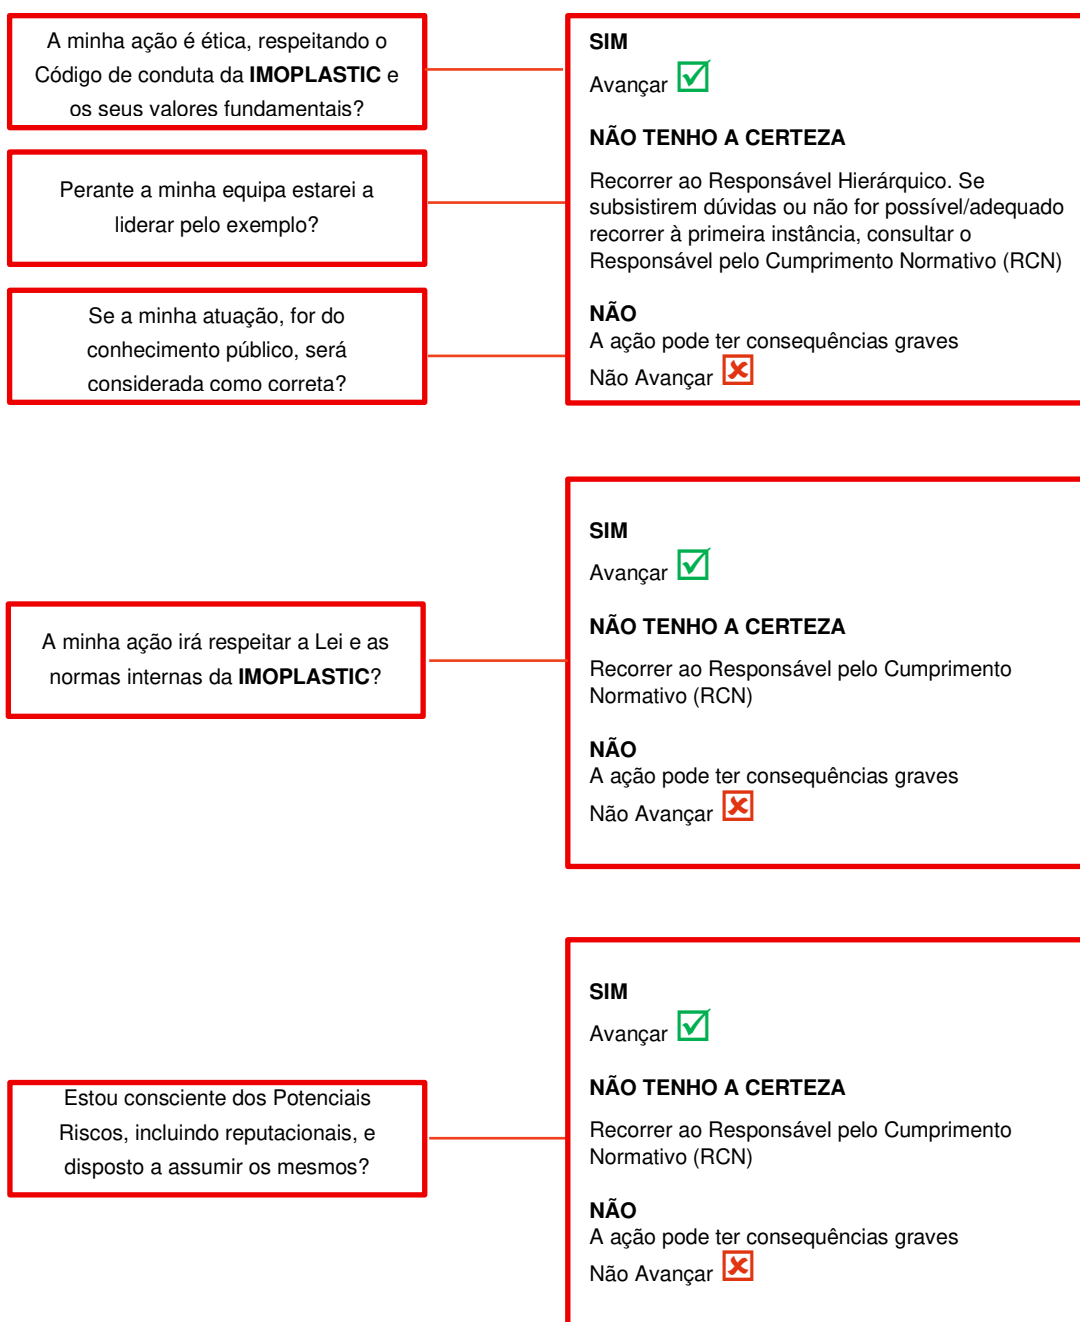 A minha ação é ética, respeitando o
Código de conduta da IMOPLASTIC e
os seus valores fundamentais?
Perante a minha equipa estarei a
liderar pelo exemplo?
Se a minha atuação, for do
conhecimento público, será
considerada como correta?
SIM
Avançar
NÃO TENHO A CERTEZA
Recorrer ao Responsável Hierárquico. Se
subsistirem dúvidas ou não for possível/adequado
recorrer à primeira instância, consultar o
Responsável pelo Cumprimento Normativo (RCN)
NÃO
A ação pode ter consequências graves
Não Avançar
A minha ação irá respeitar a Lei e as
normas internas da IMOPLASTIC?
SIM
Avançar
NÃO TENHO A CERTEZA
Recorrer ao Responsável pelo Cumprimento
Normativo (RCN)
NÃO
A ação pode ter consequências graves
Não Avançar
Estou consciente dos Potenciais
Riscos, incluindo reputacionais, e
disposto a assumir os mesmos?
SIM
Avançar
NÃO TENHO A CERTEZA
Recorrer ao Responsável pelo Cumprimento
Normativo (RCN)
NÃO
A ação pode ter consequências graves
Não Avançar